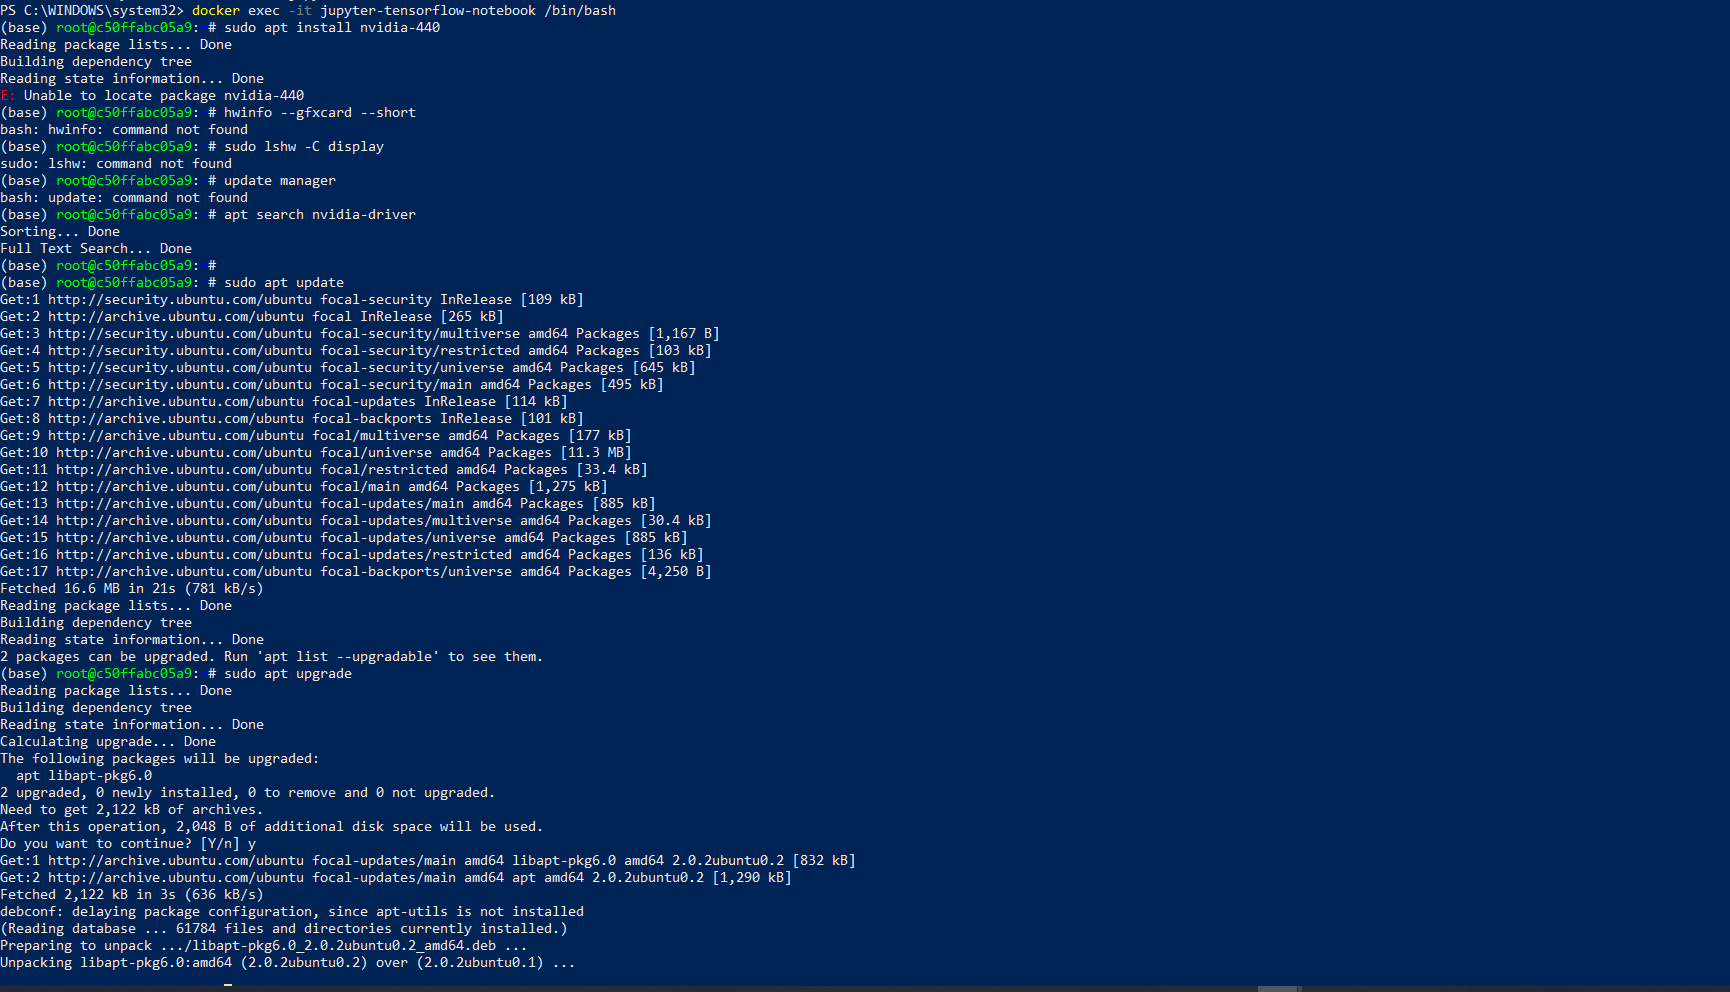 PS C:\WINDOWS\system32> docker exec -it jupyter-tensorflow-notebook /bin/bash
(base) root@c50ffabc05a9: # sudo apt install nvidia-440
Reading package lists... Done
Building dependency tree
Reading state information... Done
E: Unable to locate package nvidia-440
(base) root@c50ffabc05a9: # hwinfo --gfxcard --short
bash: hwinfo: command not found
(base) root@c50ffabc05a9: # sudo lshw -C display
sudo: lshw: command not found
(base) root@c50ffabc05a9: # update manager
bash: update: command not found
(base) root@c50ffabc05a9: # apt search nvidia-driver
Sorting... Done
Full Text Search... Done
(base) root@c50ffabc05a9: #
(base) root@c50ffabc05a9: # sudo apt update
Get:1 http://security.ubuntu.com/ubuntu focal-security InRelease [109 kB]
Get:2 http://archive.ubuntu.com/ubuntu focal InRelease [265 kB]
Get:3 http://security.ubuntu.com/ubuntu focal-security/multiverse amd64 Packages [1,167 B]
Get:4 http://security.ubuntu.com/ubuntu focal-security/restricted amd64 Packages [103 kB]
Get:5 http://security.ubuntu.com/ubuntu focal-security/universe amd64 Packages [645 kB]
Get:6 http://security.ubuntu.com/ubuntu focal-security/main amd64 Packages [495 kB]
Get:7 http://archive.ubuntu.com/ubuntu focal-updates InRelease [114 kB]
Get:8 http://archive.ubuntu.com/ubuntu focal-backports InRelease [101 kB]
Get:9 http://archive.ubuntu.com/ubuntu focal/multiverse amd64 Packages [177 kB]
Get:10 http://archive.ubuntu.com/ubuntu focal/universe amd64 Packages [11.3 MB]
Get:11 http://archive.ubuntu.com/ubuntu focal/restricted amd64 Packages [33.4 kB]
Get:12 http://archive.ubuntu.com/ubuntu focal/main amd64 Packages [1,275 kB]
Get:13 http://archive.ubuntu.com/ubuntu focal-updates/main amd64 Packages [885 kB]
Get:14 http://archive.ubuntu.com/ubuntu focal-updates/multiverse amd64 Packages [30.4 kB]
Get:15 http://archive.ubuntu.com/ubuntu focal-updates/universe amd64 Packages [885 kB]
Get:16 http://archive.ubuntu.com/ubuntu focal-updates/restricted amd64 Packages [136 kB]
Get:17 http://archive.ubuntu.com/ubuntu focal-backports/universe amd64 Packages [4,250 B]
Fetched 16.6 MB in 21s (781 kB/s)
Reading package lists... Done
Building dependency tree
Reading state information... Done
2 packages can be upgraded. Run 'apt list --upgradable' to see them.
(base) root@c50ffabc05a9: # sudo apt upgrade
Reading package lists... Done
Building dependency tree
Reading state information... Done
Calculating upgrade... Done
The following packages will be upgraded:
  apt libapt-pkg6.0
2 upgraded, 0 newly installed, 0 to remove and 0 not upgraded.
Need to get 2,122 kB of archives.
After this operation, 2,048 B of additional disk space will be used.
Do you want to continue? [Y/n] y
Get:1 http://archive.ubuntu.com/ubuntu focal-updates/main amd64 libapt-pkg6.0 amd64 2.0.2ubuntu0.2 [832 kB]
Get:2 http://archive.ubuntu.com/ubuntu focal-updates/main amd64 apt amd64 2.0.2ubuntu0.2 [1,290 kB]
Fetched 2,122 kB in 3s (636 kB/s)
debconf: delaying package configuration, since apt-utils is not installed
(Reading database ... 61784 files and directories currently installed.)
Preparing to unpack .../libapt-pkg6.0_2.0.2ubuntu0.2_amd64.deb ...
Unpacking libapt-pkg6.0:amd64 (2.0.2ubuntu0.2) over (2.0.2ubuntu0.1) ...